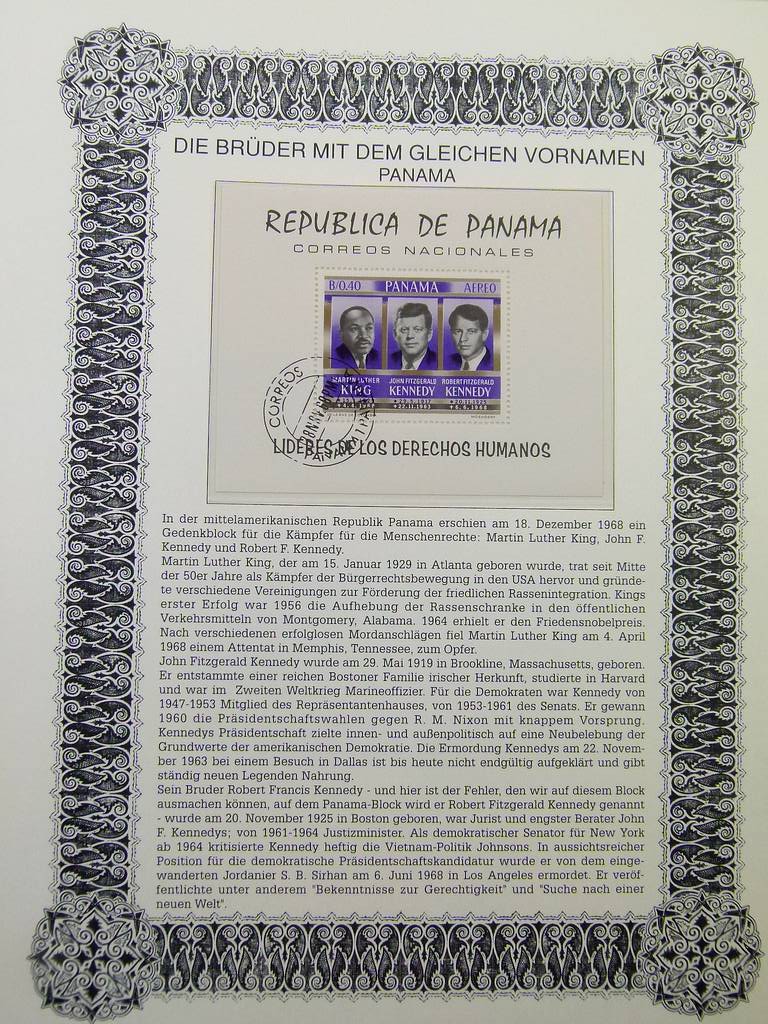 DIE BRÜDER MIT DEM GLEICHEN VORNAMEN
PANAMA
REPUBLICA DE PANAMA
CORREOS NACIONALES
B/0.40 PANAMA AEREO
MARTIN LUTHER KING
JOHN FITZGERALD KENNEDY
ROBERT FITZGERALD KENNEDY
22.11.1963
6.6.1968
CORREOS
PANAMA
LIDERES DE LOS DERECHOS HUMANOS
In der mittelamerikanischen Republik Panama erschien am 18. Dezember 1968 ein
Gedenkblock für die Kämpfer für die Menschenrechte: Martin Luther King, John F.
Kennedy und Robert F. Kennedy.
Martin Luther King, der am 15. Januar 1929 in Atlanta geboren wurde, trat seit Mitte
der 50er Jahre als Kämpfer der Bürgerrechtsbewegung in den USA hervor und gründe-
te verschiedene Vereinigungen zur Förderung der friedlichen Rassenintegration. Kings
erster Erfolg war 1956 die Aufhebung der Rassenschranke in den öffentlichen
Verkehrsmitteln von Montgomery, Alabama. 1964 erhielt er den Friedensnobelpreis.
Nach verschiedenen erfolglosen Mordanschlägen fiel Martin Luther King am 4. April
1968 einem Attentat in Memphis, Tennessee, zum Opfer.
John Fitzgerald Kennedy wurde am 29. Mai 1919 in Brookline, Massachusetts, geboren.
Er entstammte einer reichen Bostoner Familie irischer Herkunft, studierte in Harvard
und war im Zweiten Weltkrieg Marineoffizier. Für die Demokraten war Kennedy von
1947-1953 Mitglied des Repräsentantenhauses, von 1953-1961 des Senats. Er gewann
1960 die Präsidentschaftswahlen gegen R. M. Nixon mit knappem Vorsprung.
Kennedys Präsidentschaft zielte innen- und außenpolitisch auf eine Neubelebung der
Grundwerte der amerikanischen Demokratie. Die Ermordung Kennedys am 22. Novem-
ber 1963 bei einem Besuch in Dallas ist bis heute nicht endgültig aufgeklärt und gibt
ständig neuen Legenden Nahrung.
Sein Bruder Robert Francis Kennedy - und hier ist der Fehler, den wir auf diesem Block
ausmachen können, auf dem Panama-Block wird er Robert Fitzgerald Kennedy genannt
- wurde am 20. November 1925 in Boston geboren, war Jurist und engster Berater John
F. Kennedys; von 1961-1964 Justizminister. Als demokratischer Senator für New York
ab 1964 kritisierte Kennedy heftig die Vietnam-Politik Johnsons. In aussichtsreicher
Position für die demokratische Präsidentschaftskandidatur wurde er von dem einge-
wanderten Jordanier S. B. Sirhan am 6. Juni 1968 in Los Angeles ermordet. Er veröf-
fentlichte unter anderem "Bekenntnisse zur Gerechtigkeit" und "Suche nach einer
neuen Welt".